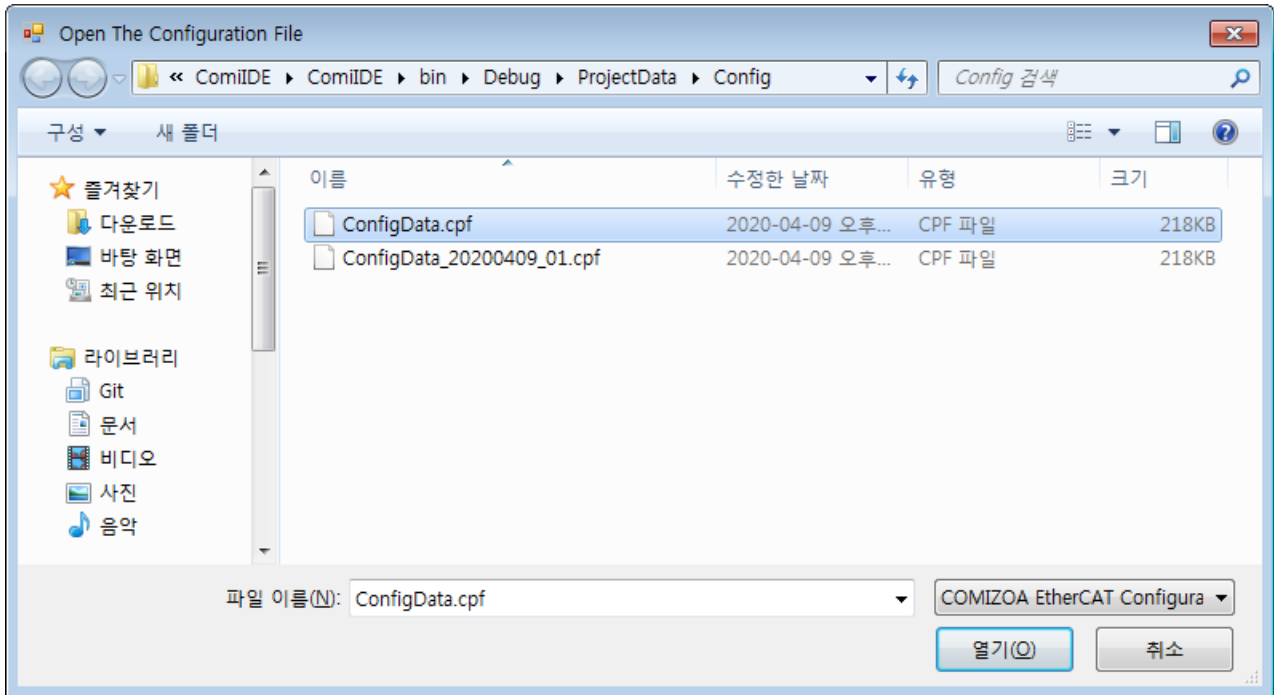 Open The Configuration File
« ComiIDE ▸ ComiIDE ▸ bin ▸ Debug ▸ ProjectData ▸ Config
Config 검색
구성 새 폴더
즐겨찾기
다운로드
바탕 화면
최근 위치
라이브러리
Git
문서
비디오
사진
음악
이름 수정한 날짜 유형 크기
ConfigData.cpf 2020-04-09 오후... CPF 파일 218KB
ConfigData_20200409_01.cpf 2020-04-09 오후... CPF 파일 218KB
파일 이름(N): ConfigData.cpf COMIZOA EtherCAT Configura
열기(O) 취소